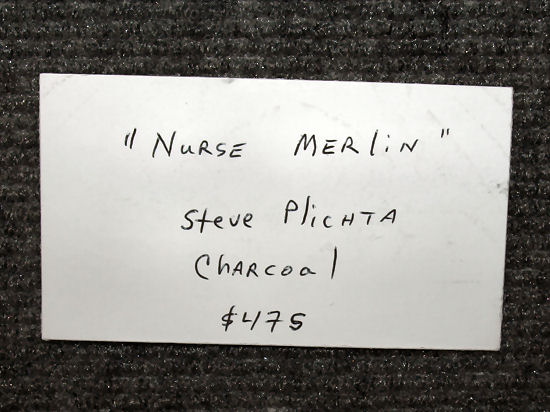 "NURSE MERliN"
Steve PlicHTA
CHARCoal
$475